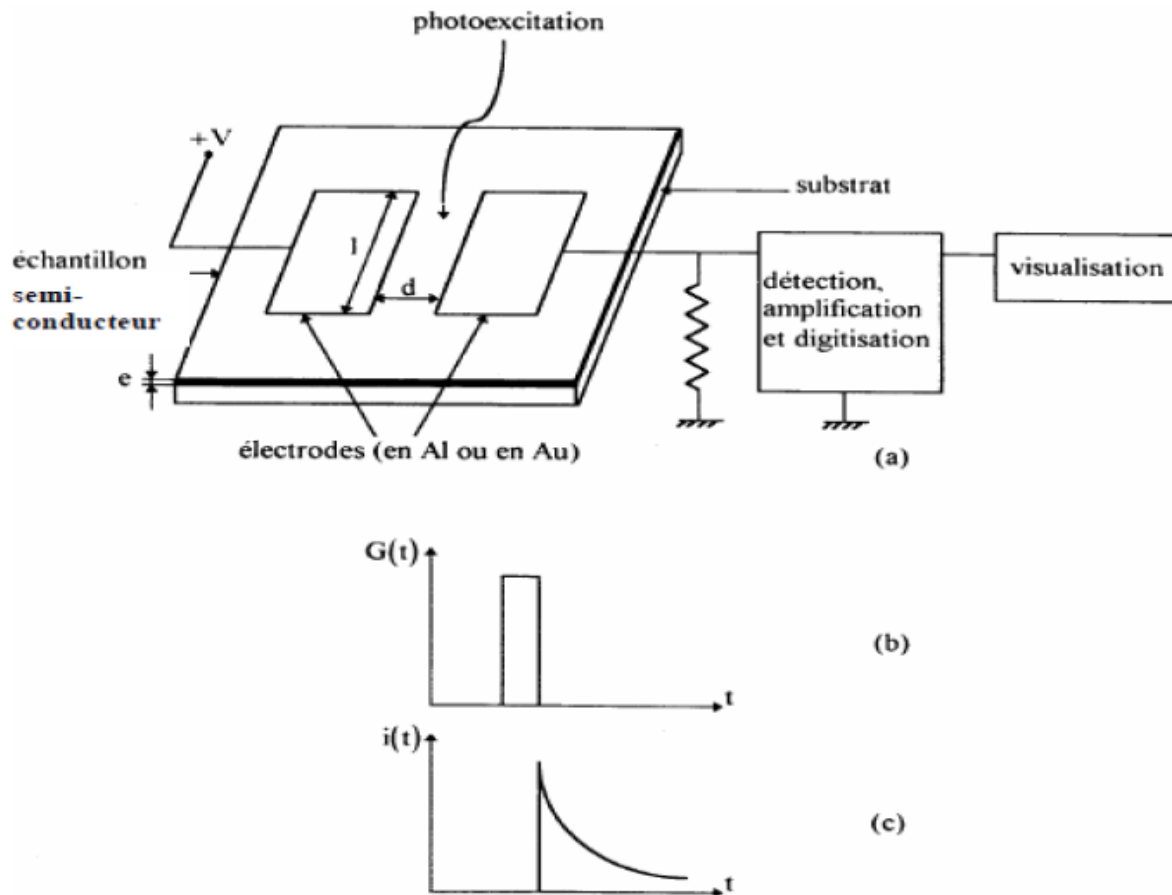 photoexcitation
+V
substrat
échantillon
semi-
conducteur
l
d
détection,
amplification
et digitisation
visualisation
e
électrodes (en Al ou en Au)
(a)
G(t)
t
(b)
i(t)
t
(c)